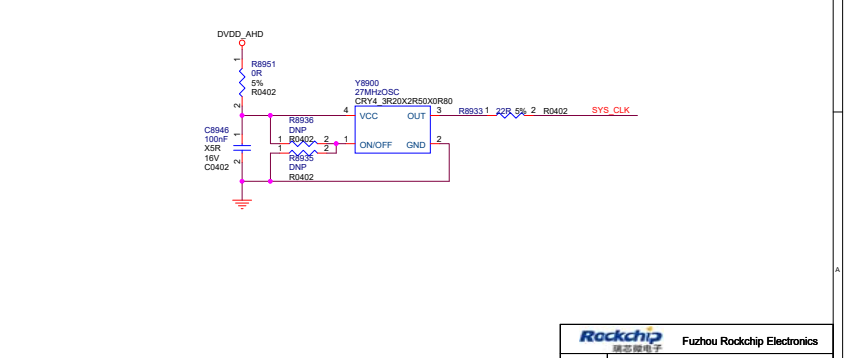 DVDD_AHD
1
R8951
0R
5%
R0402
2
Y8900
27MHzOSC
CRY4_3R20X2R50X0R80
4 VCC OUT 3
R8933 1 22R 5% 2 R0402 SYS_CLK
R8936
DNP
1 R0402 2
1 ON/OFF GND 2
1 2
R8935
DNP
R0402
C8946
100nF
X5R
16V
C0402
1
2
A
Rockchip
瑞芯微电子
Fuzhou Rockchip Electronics